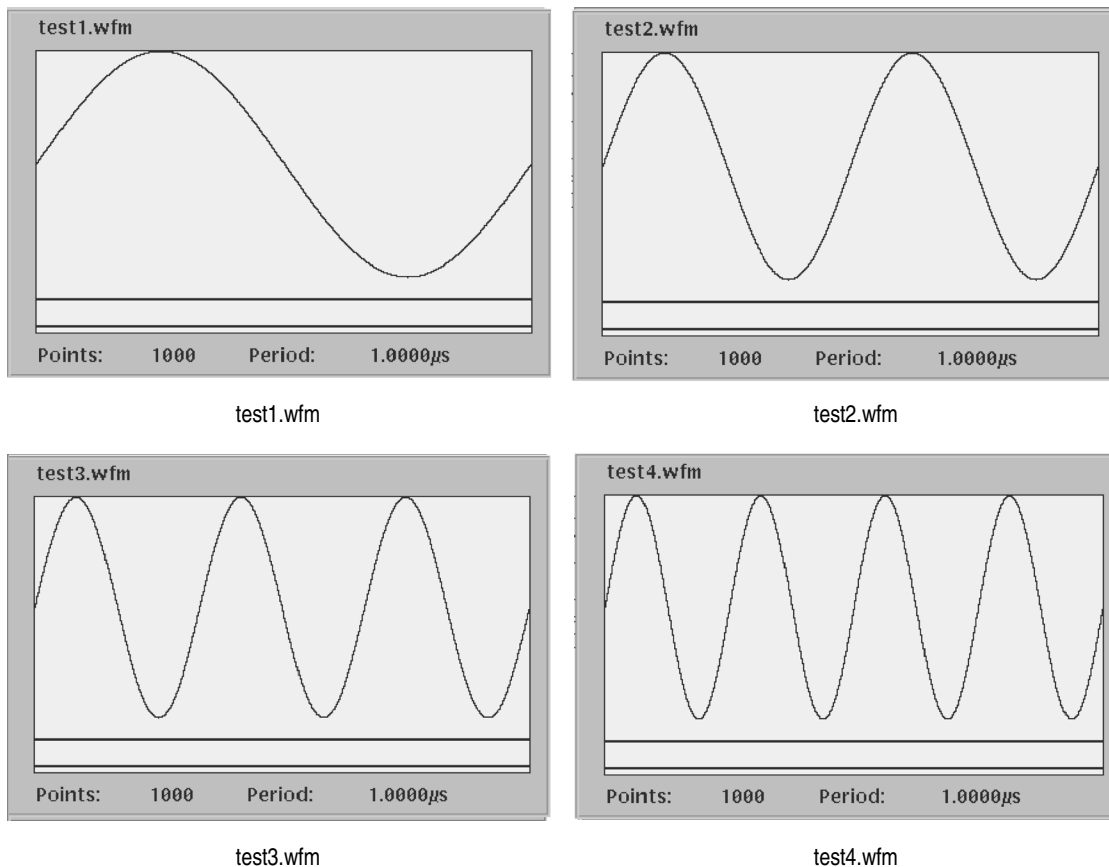 test1.wfm
Points: 1000 Period: 1.0000µs
test1.wfm
test2.wfm
Points: 1000 Period: 1.0000µs
test2.wfm
test3.wfm
Points: 1000 Period: 1.0000µs
test3.wfm
test4.wfm
Points: 1000 Period: 1.0000µs
test4.wfm